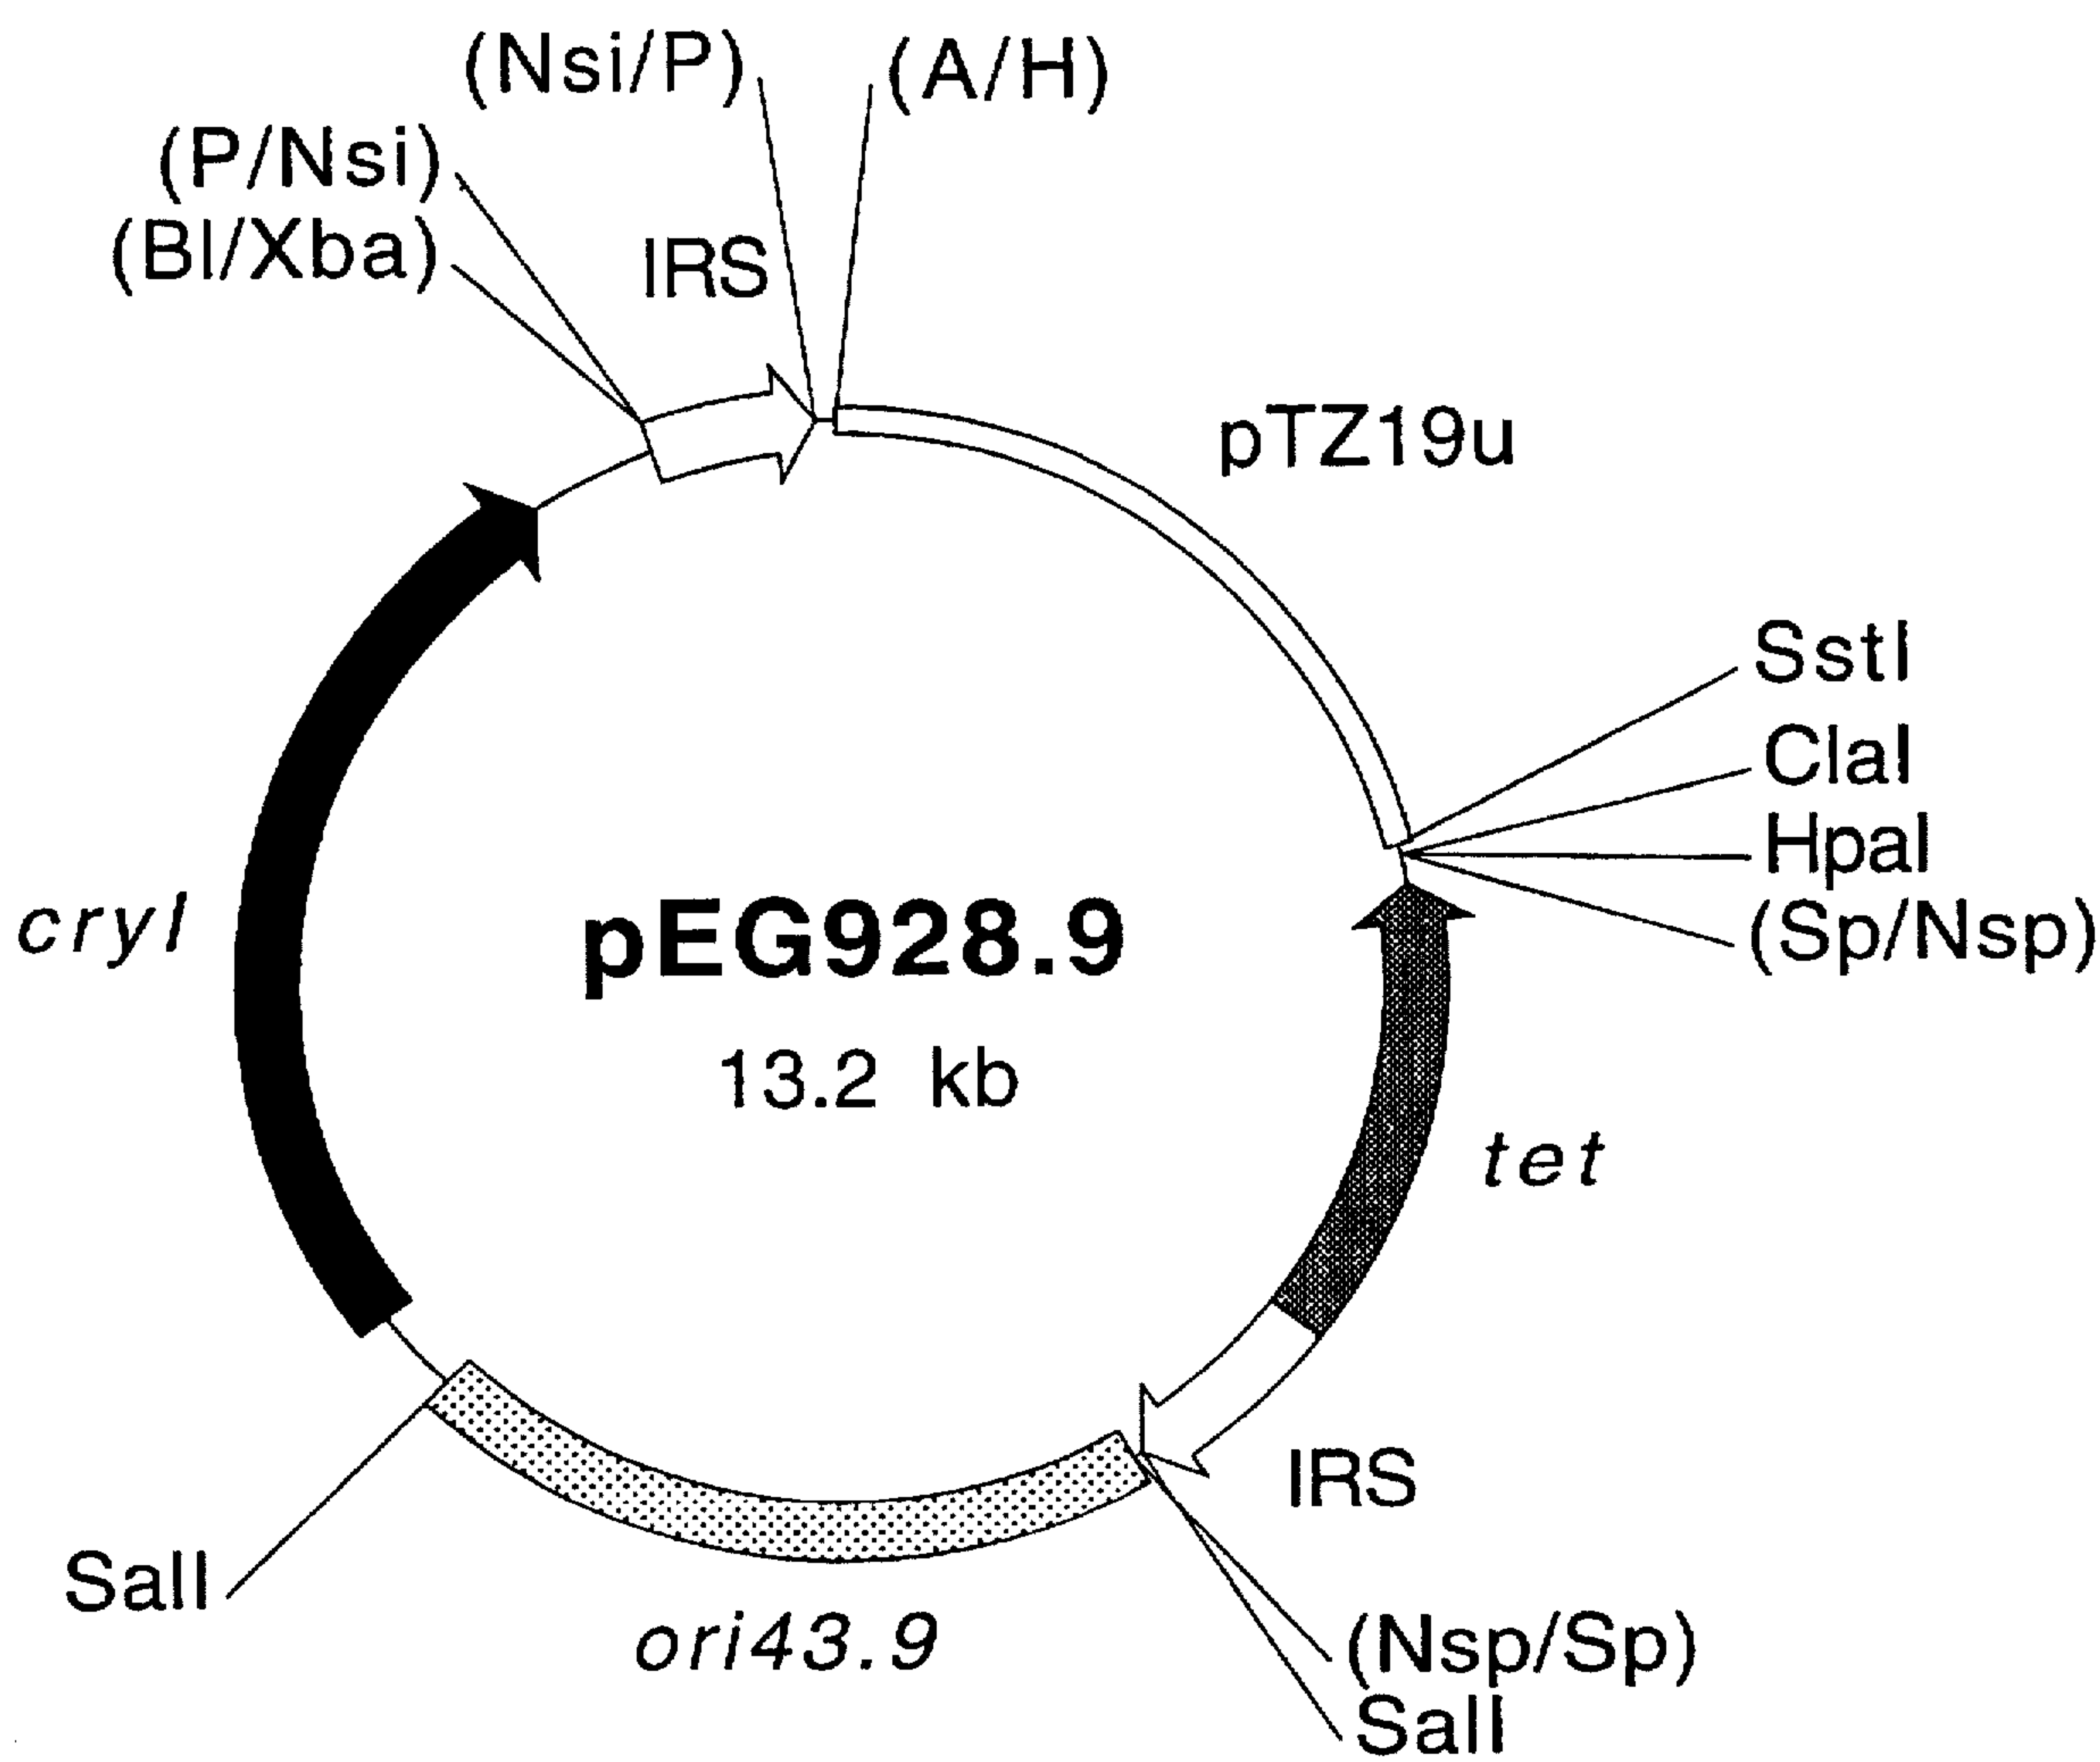 (Nsi/P)
(A/H)
(P/Nsi)
(Bl/Xba)
IRS
pTZ19u
SstI
ClaI
HpaI
(Sp/Nsp)
cryI
pEG928.9
13.2 kb
tet
IRS
SalI
ori43.9
(Nsp/Sp)
SalI